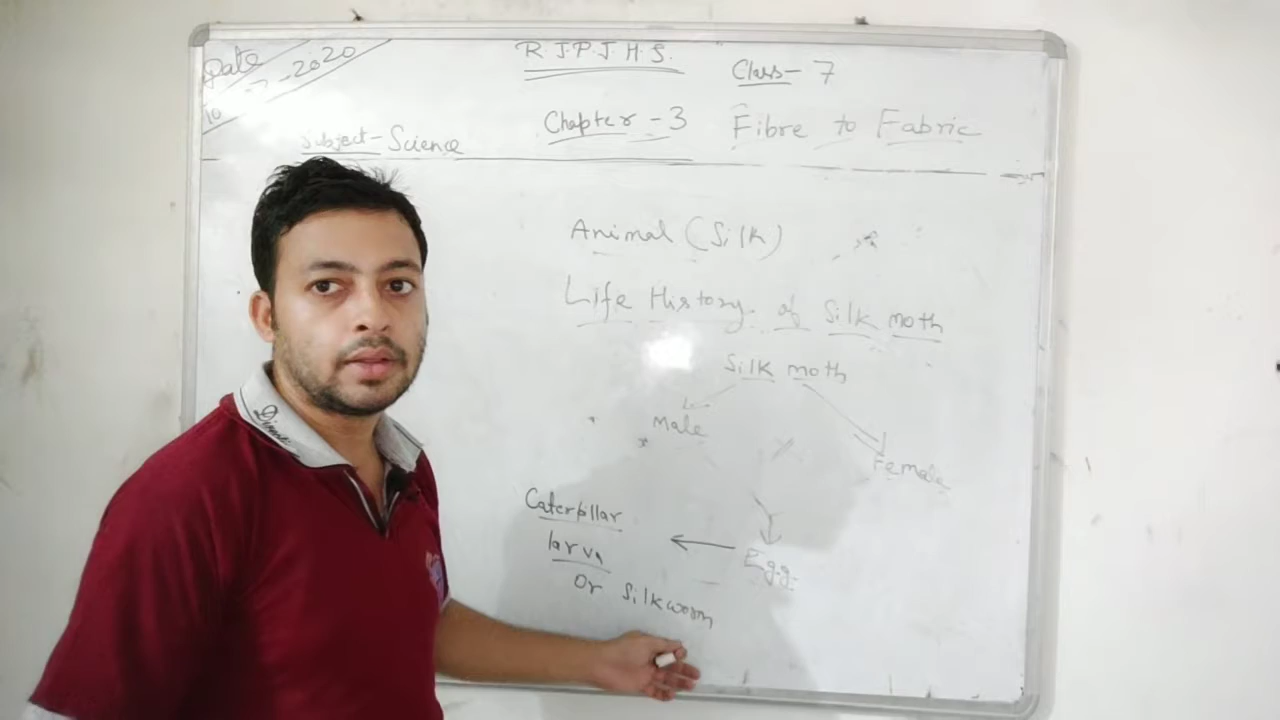 Date
10 -7-2020
R J.P J H S.
Class- 7
Subject-Science
Chapter -3 Fibre to Fabric
Animal (Silk)
Life History of Silk moth
Silk moth
Male
Female
Egg
Caterpillar
larva
Or Silkworm